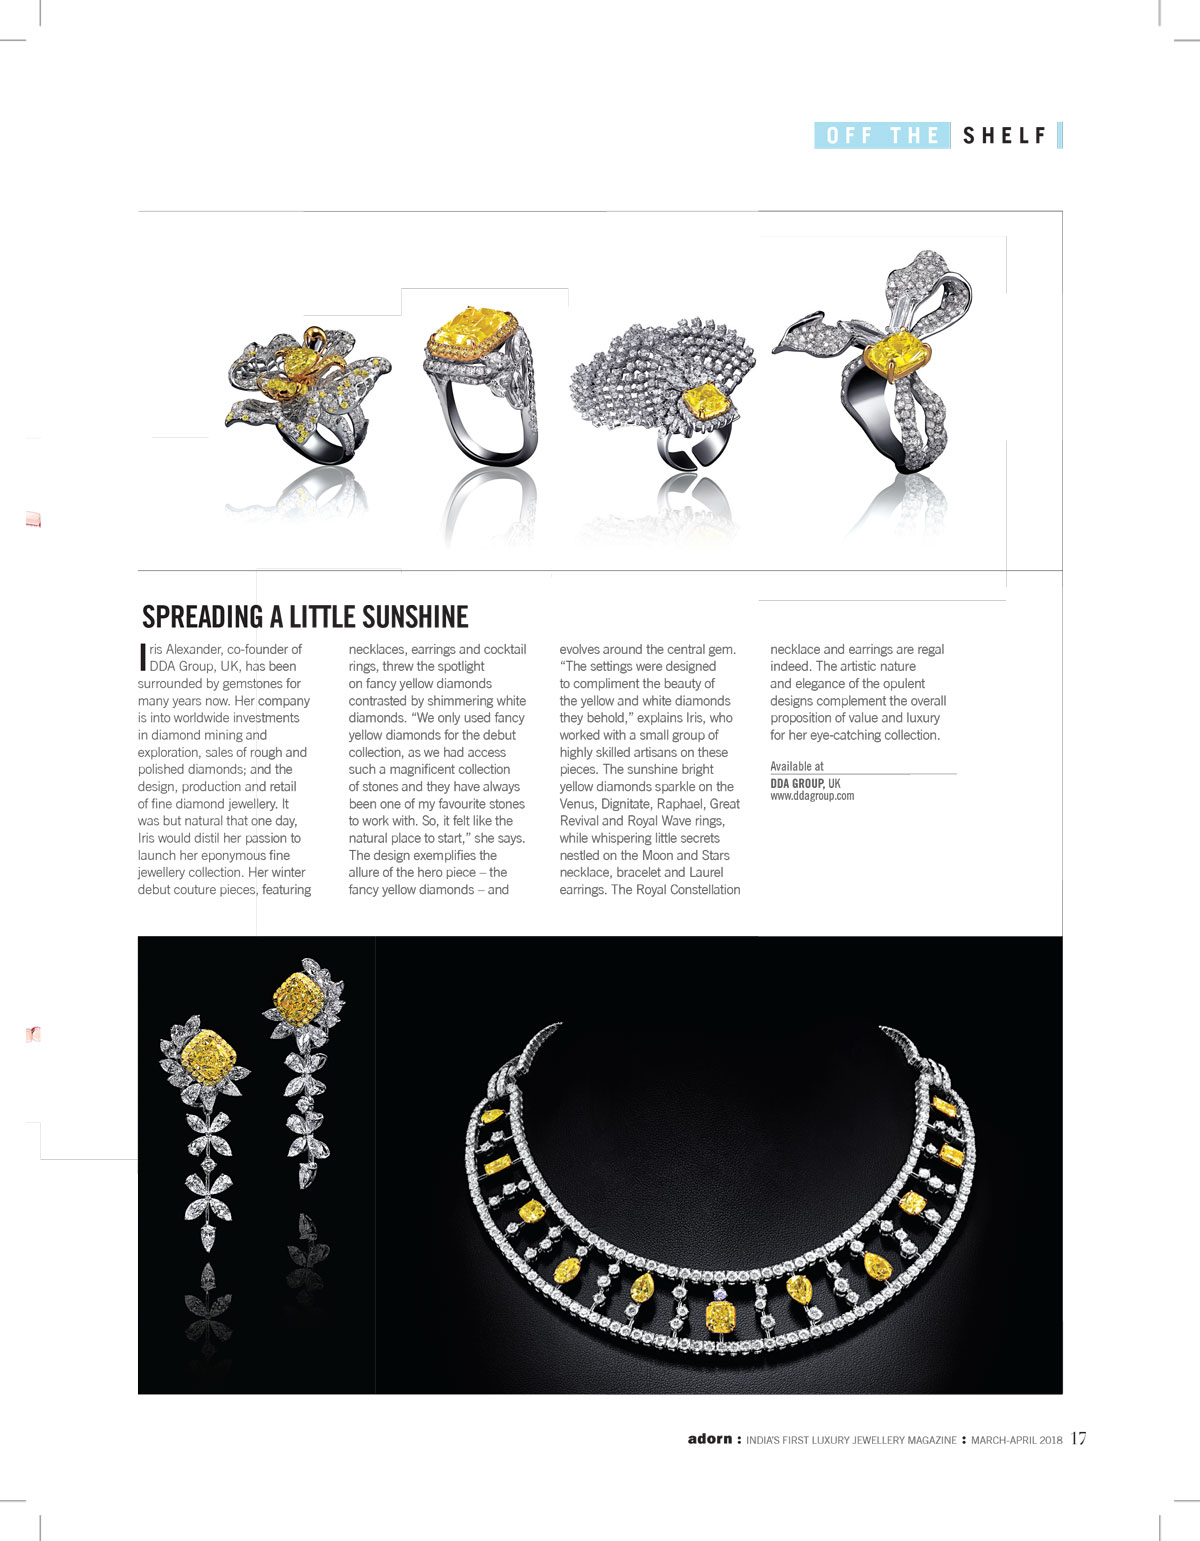 OFF THE SHELF
SPREADING A LITTLE SUNSHINE
Iris Alexander, co-founder of
DDA Group, UK, has been
surrounded by gemstones for
many years now. Her company
is into worldwide investments
in diamond mining and
exploration, sales of rough and
polished diamonds; and the
design, production and retail
of fine diamond jewellery. It
was but natural that one day,
Iris would distil her passion to
launch her eponymous fine
jewellery collection. Her winter
debut couture pieces, featuring
necklaces, earrings and cocktail
rings, threw the spotlight
on fancy yellow diamonds
contrasted by shimmering white
diamonds. “We only used fancy
yellow diamonds for the debut
collection, as we had access
such a magnificent collection
of stones and they have always
been one of my favourite stones
to work with. So, it felt like the
natural place to start,” she says.
The design exemplifies the
allure of the hero piece – the
fancy yellow diamonds – and
evolves around the central gem.
“The settings were designed
to compliment the beauty of
the yellow and white diamonds
they behold,” explains Iris, who
worked with a small group of
highly skilled artisans on these
pieces. The sunshine bright
yellow diamonds sparkle on the
Venus, Dignitate, Raphael, Great
Revival and Royal Wave rings,
while whispering little secrets
nestled on the Moon and Stars
necklace, bracelet and Laurel
earrings. The Royal Constellation
necklace and earrings are regal
indeed. The artistic nature
and elegance of the opulent
designs complement the overall
proposition of value and luxury
for her eye-catching collection.
Available at
DDA GROUP, UK
www.ddagroup.com
adorn : INDIA'S FIRST LUXURY JEWELLERY MAGAZINE : MARCH-APRIL 2018 17